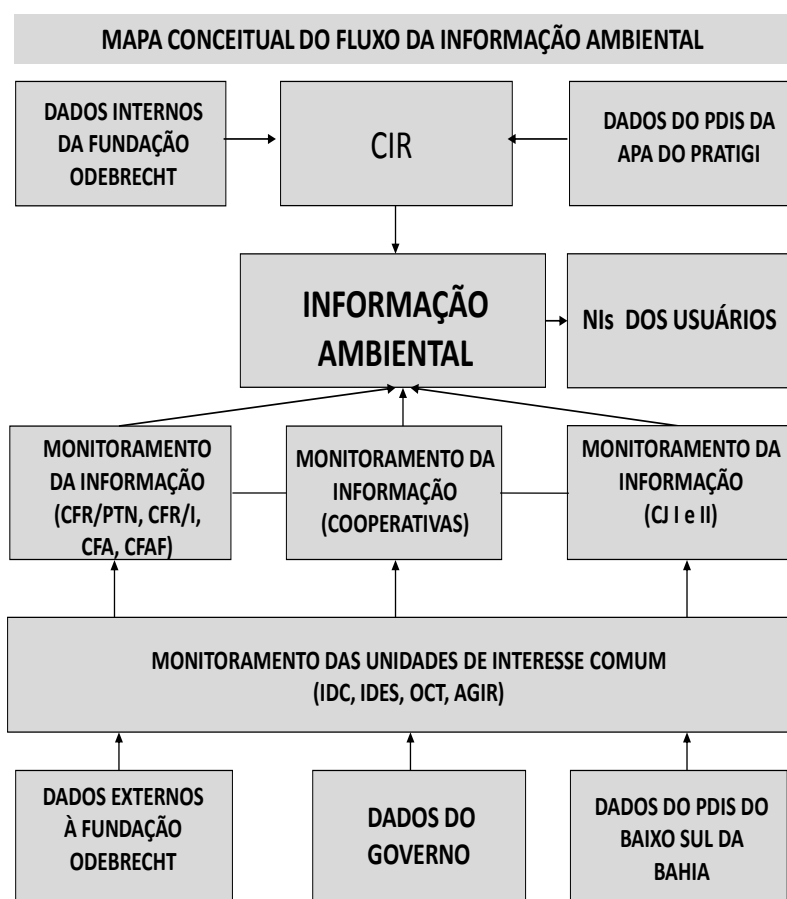 MAPA CONCEITUAL DO FLUXO DA INFORMAÇÃO AMBIENTAL
DADOS INTERNOS
DA FUNDAÇÃO
ODEBRECHT
CIR
DADOS DO PDIS DA
APA DO PRATIGI
INFORMAÇÃO
AMBIENTAL
NIs DOS USUÁRIOS
MONITORAMENTO
DA INFORMAÇÃO
(CFR/PTN, CFR/I,
CFA, CFAF)
MONITORAMENTO DA
INFORMAÇÃO
(COOPERATIVAS)
MONITORAMENTO DA
INFORMAÇÃO
(CJ I e II)
MONITORAMENTO DAS UNIDADES DE INTERESSE COMUM
(IDC, IDES, OCT, AGIR)
DADOS EXTERNOS
À FUNDAÇÃO
ODEBRECHT
DADOS DO
GOVERNO
DADOS DO PDIS DO
BAIXO SUL DA
BAHIA